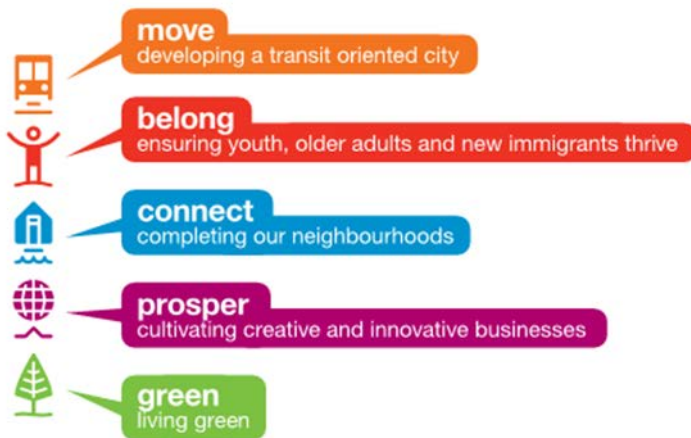 move
developing a transit oriented city
belong
ensuring youth, older adults and new immigrants thrive
connect
completing our neighbourhoods
prosper
cultivating creative and innovative businesses
green
living green